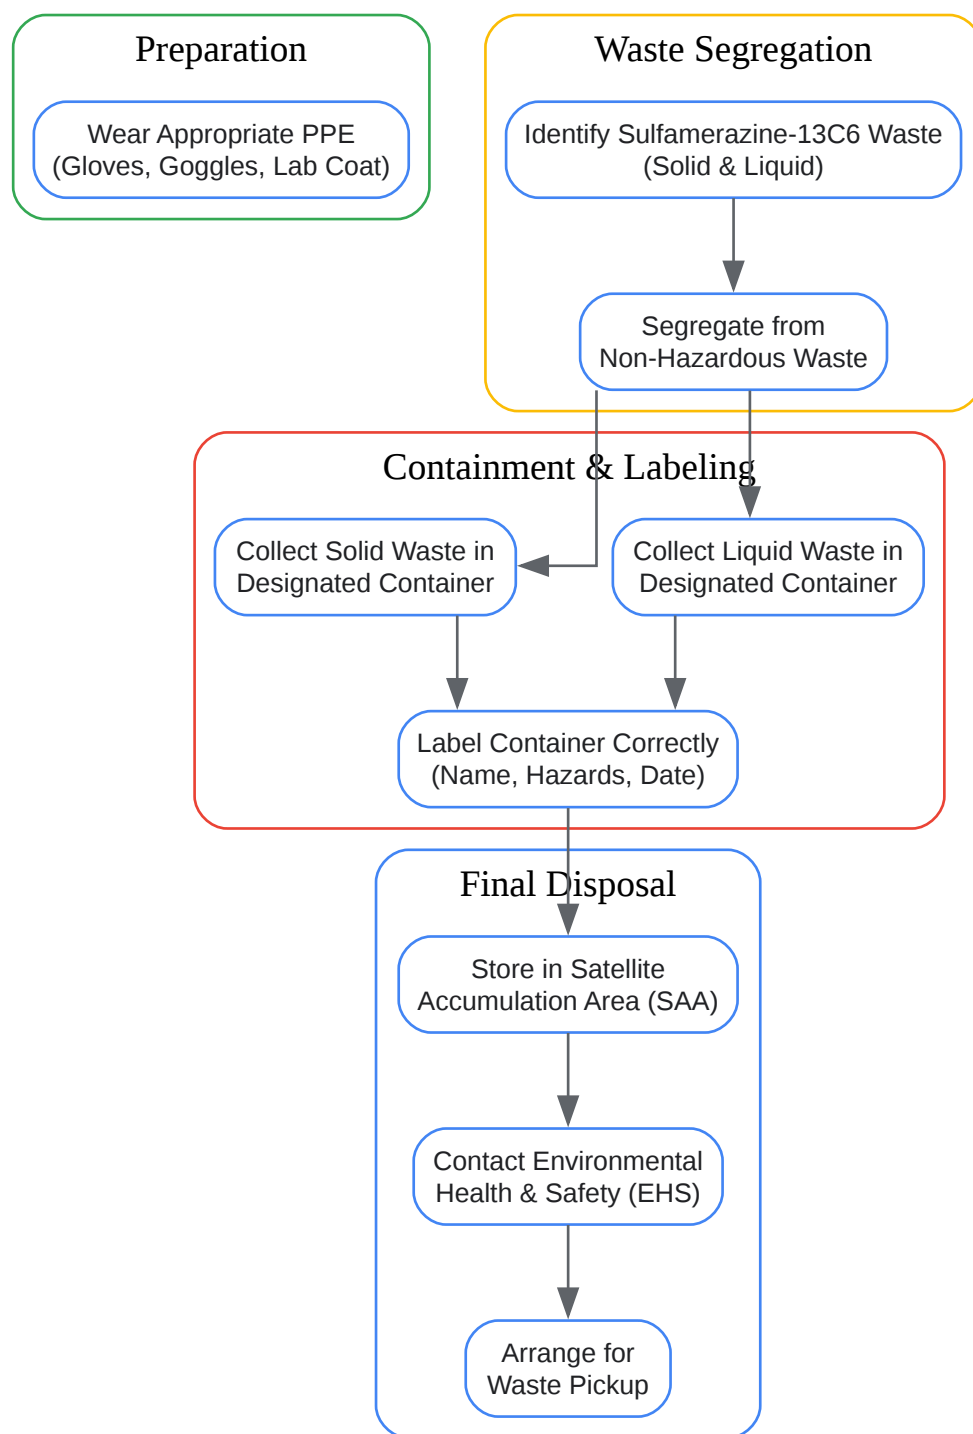 Preparation
Wear Appropriate PPE
(Gloves, Goggles, Lab Coat)
Waste Segregation
Identify Sulfamerazine-13C6 Waste
(Solid & Liquid)
Segregate from
Non-Hazardous Waste
Containment & Labeling
Collect Solid Waste in
Designated Container
Collect Liquid Waste in
Designated Container
Label Container Correctly
(Name, Hazards, Date)
Final Disposal
Store in Satellite
Accumulation Area (SAA)
Contact Environmental
Health & Safety (EHS)
Arrange for
Waste Pickup